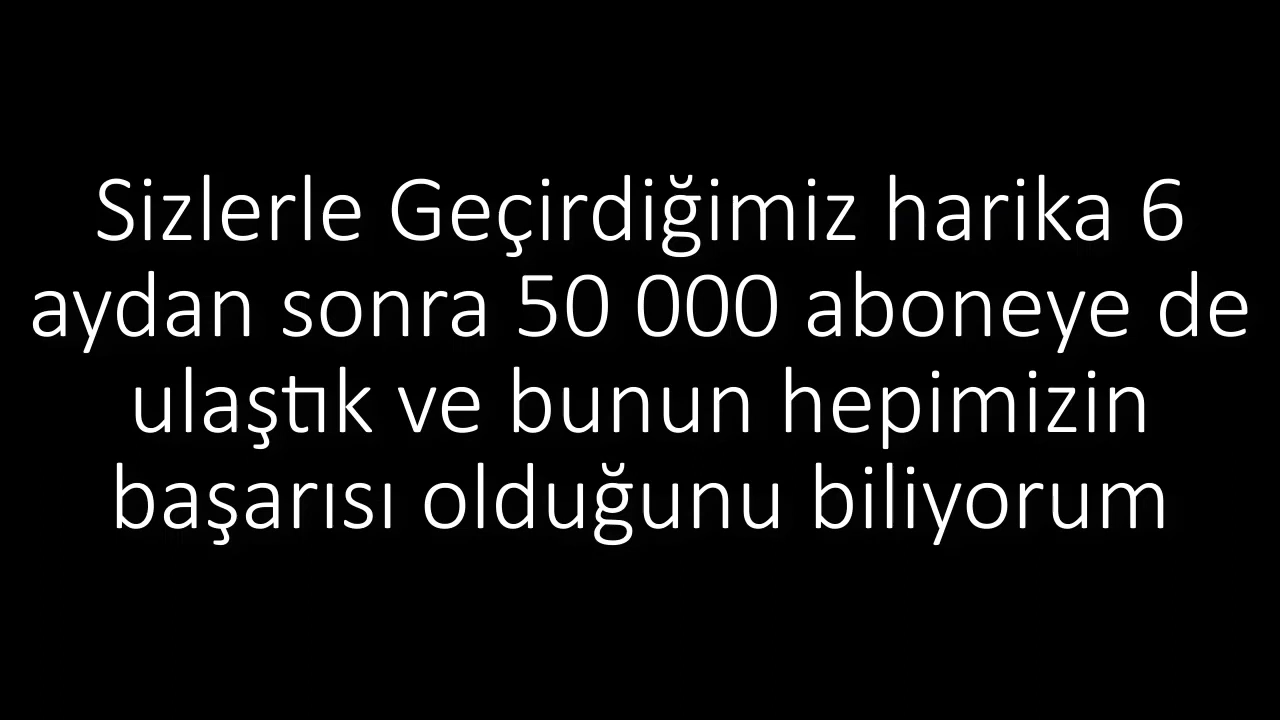 Sizlerle Geçirdiğimiz harika 6
aydan sonra 50 000 aboneye de
ulaştık ve bunun hepimizin
başarısı olduğunu biliyorum